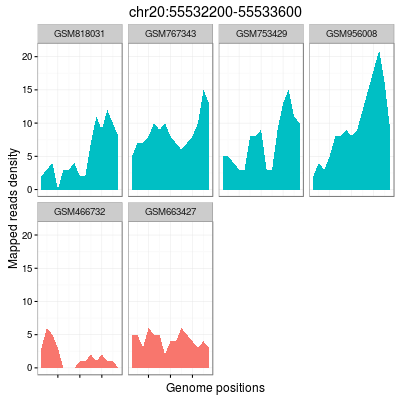 chr20:55532200-55533600
GSM818031 GSM767343 GSM753429 GSM956008
20
15
10
5
0
Mapped reads density
GSM466732 GSM663427
20
15
10
5
0
Genome positions